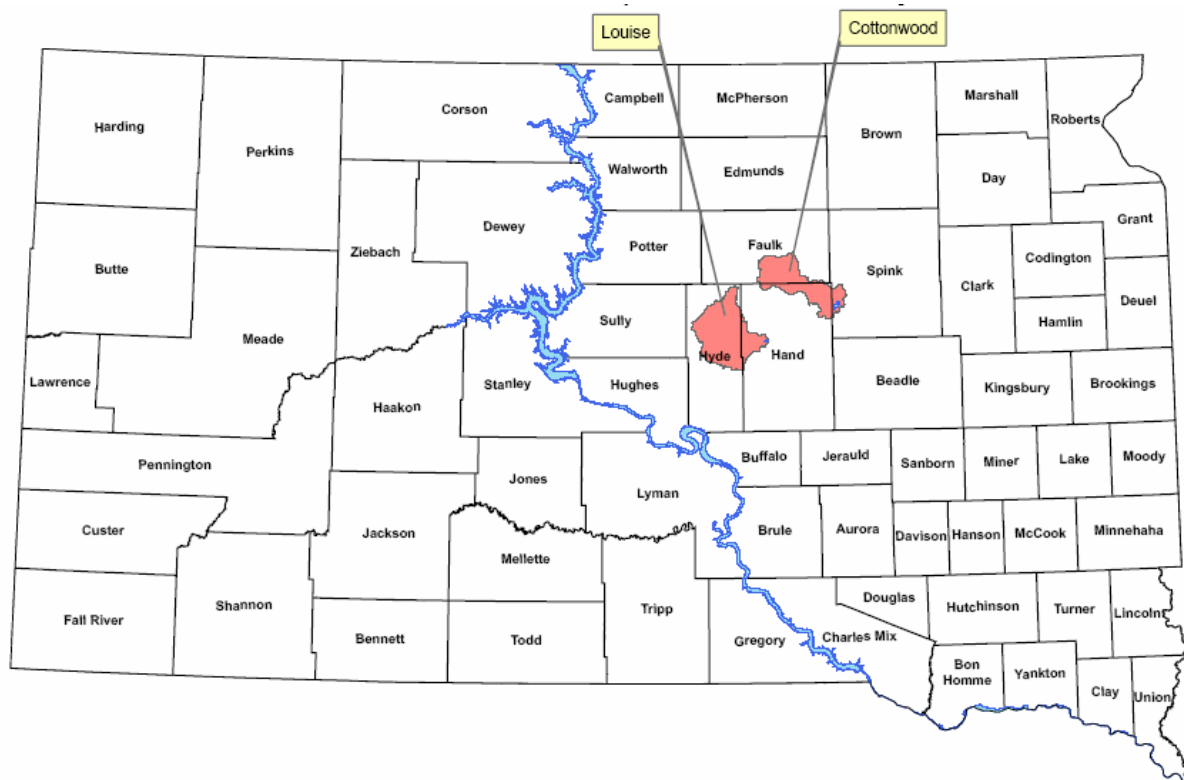 Louise
Cottonwood
Harding
Perkins
Corson
Campbell
McPherson
Brown
Marshall
Roberts
Walworth
Edmunds
Day
Dewey
Ziebach
Potter
Faulk
Spink
Grant
Codington
Clark
Butte
Meade
Sully
Hyde
Hand
Hamlin
Deuel
Lawrence
Haakon
Stanley
Hughes
Beadle
Kingsbury
Brookings
Pennington
Jones
Lyman
Buffalo
Jerauld
Sanborn
Miner
Lake
Moody
Custer
Jackson
Mellette
Brule
Aurora
Davison
Hanson
McCook
Minnehaha
Fall River
Shannon
Bennett
Todd
Tripp
Gregory
Douglas
Charles Mix
Hutchinson
Turner
Lincoln
Bon
Homme
Yankton
Clay
Union